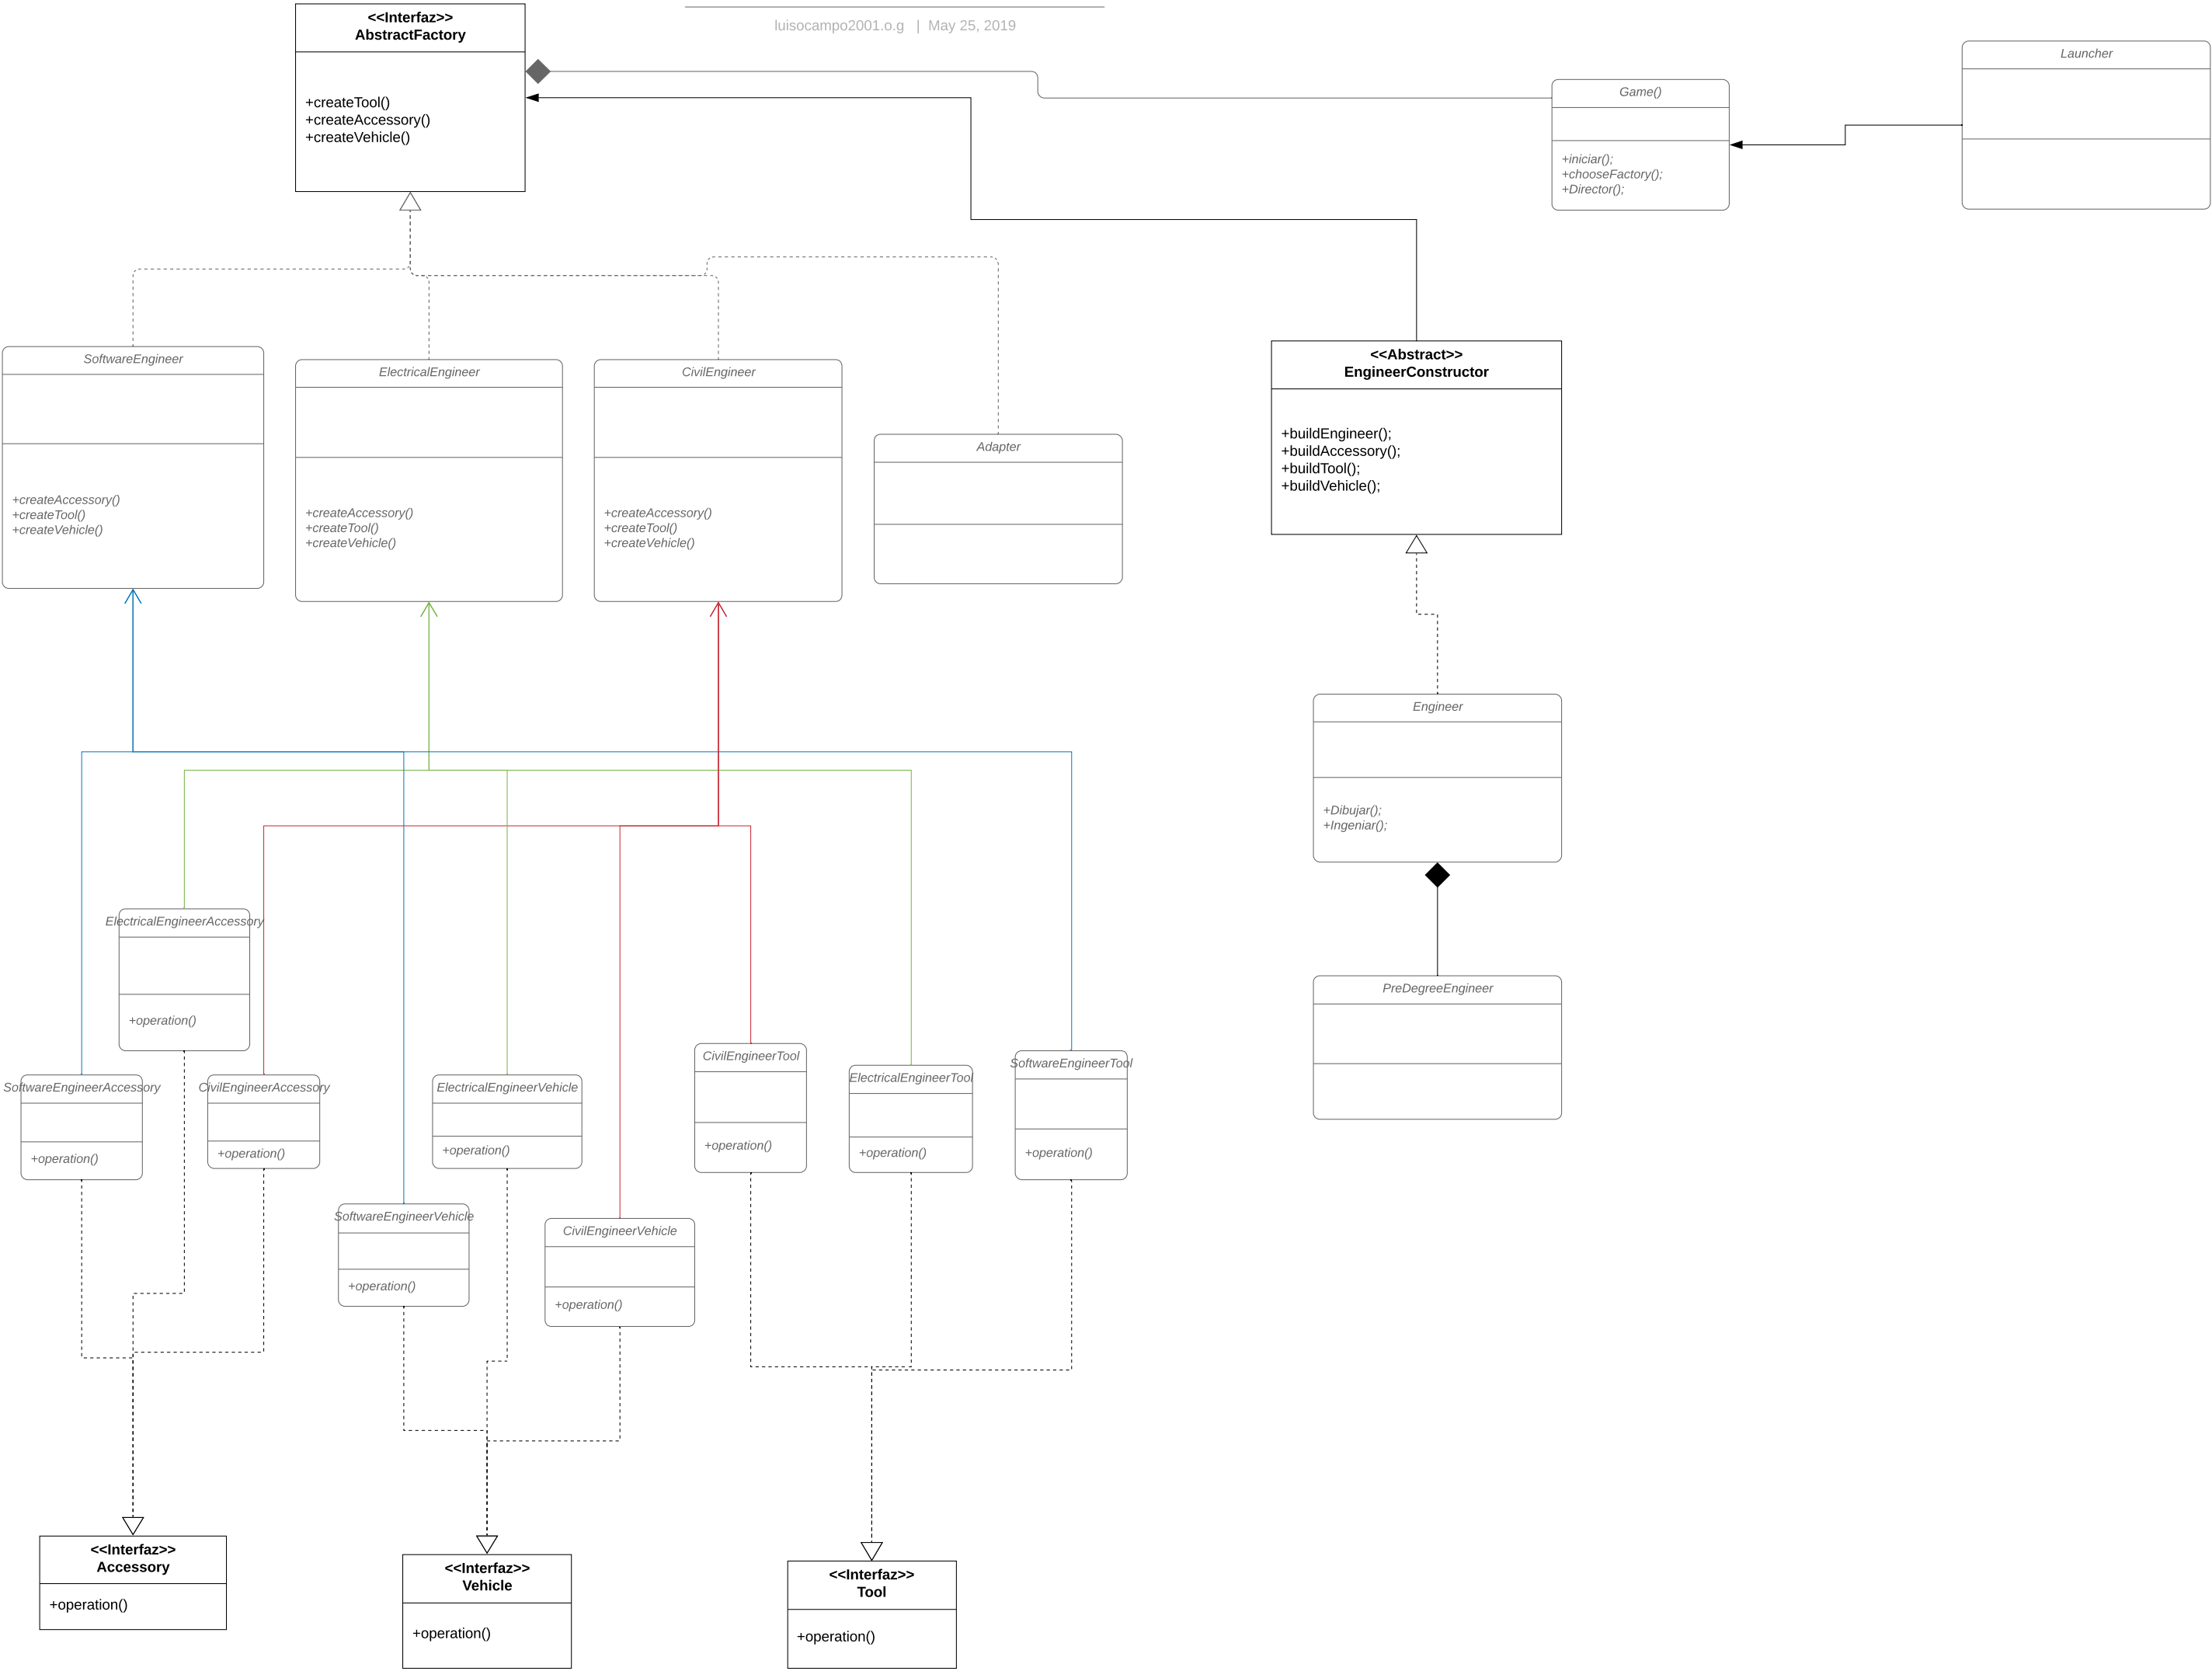 <<Interfaz>>
AbstractFactory
+createTool()
+createAccessory()
+createVehicle()
luisocampo2001.o.g | May 25, 2019
Game()
+iniciar();
+chooseFactory();
+Director();
Launcher
SoftwareEngineer
+createAccessory()
+createTool()
+createVehicle()
ElectricalEngineer
+createAccessory()
+createTool()
+createVehicle()
CivilEngineer
+createAccessory()
+createTool()
+createVehicle()
Adapter
<<Abstract>>
EngineerConstructor
+buildEngineer();
+buildAccessory();
+buildTool();
+buildVehicle();
Engineer
+Dibujar();
+Ingeniar();
PreDegreeEngineer
ElectricalEngineerAccessory
+operation()
SoftwareEngineerAccessory
+operation()
CivilEngineerAccessory
+operation()
ElectricalEngineerVehicle
+operation()
SoftwareEngineerVehicle
+operation()
CivilEngineerVehicle
+operation()
CivilEngineerTool
+operation()
ElectricalEngineerTool
+operation()
SoftwareEngineerTool
+operation()
<<Interfaz>>
Accessory
+operation()
<<Interfaz>>
Vehicle
+operation()
<<Interfaz>>
Tool
+operation()